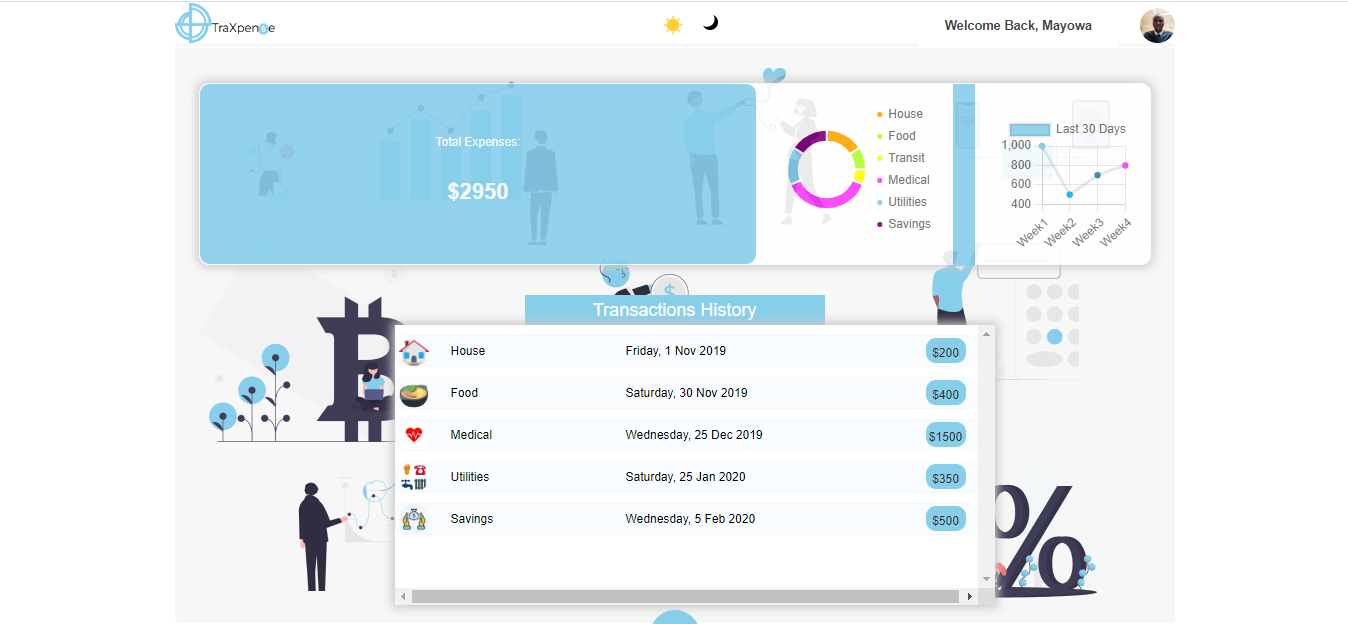 TraXpen$e
Welcome Back, Mayowa
Total Expenses:
$2950
House
Food
Transit
Medical
Utilities
Savings
Last 30 Days
1,000
800
600
400
Week1
Week2
Week3
Week4
Transactions History
House Friday, 1 Nov 2019 $200
Food Saturday, 30 Nov 2019 $400
Medical Wednesday, 25 Dec 2019 $1500
Utilities Saturday, 25 Jan 2020 $350
Savings Wednesday, 5 Feb 2020 $500